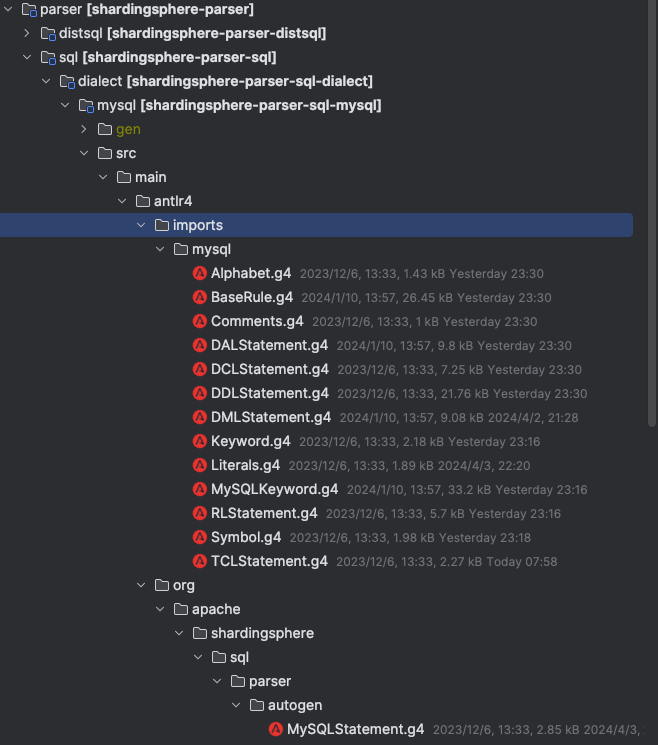 parser [shardingsphere-parser]
distsql [shardingsphere-parser-distsql]
sql [shardingsphere-parser-sql]
dialect [shardingsphere-parser-sql-dialect]
mysql [shardingsphere-parser-sql-mysql]
gen
src
main
antlr4
imports
mysql
Alphabet.g4 2023/12/6, 13:33, 1.43 kB Yesterday 23:30
BaseRule.g4 2024/1/10, 13:57, 26.45 kB Yesterday 23:30
Comments.g4 2023/12/6, 13:33, 1 kB Yesterday 23:30
DALStatement.g4 2024/1/10, 13:57, 9.8 kB Yesterday 23:30
DCLStatement.g4 2023/12/6, 13:33, 7.25 kB Yesterday 23:30
DDLStatement.g4 2023/12/6, 13:33, 21.76 kB Yesterday 23:30
DMLStatement.g4 2024/1/10, 13:57, 9.08 kB 2024/4/2, 21:28
Keyword.g4 2023/12/6, 13:33, 2.18 kB Yesterday 23:16
Literals.g4 2023/12/6, 13:33, 1.89 kB 2024/4/3, 22:20
MySQLKeyword.g4 2024/1/10, 13:57, 33.2 kB Yesterday 23:16
RLStatement.g4 2023/12/6, 13:33, 5.7 kB Yesterday 23:16
Symbol.g4 2023/12/6, 13:33, 1.98 kB Yesterday 23:18
TCLStatement.g4 2023/12/6, 13:33, 2.27 kB Today 07:58
org
apache
shardingsphere
sql
parser
autogen
MySQLStatement.g4 2023/12/6, 13:33, 2.85 kB 2024/4/3,